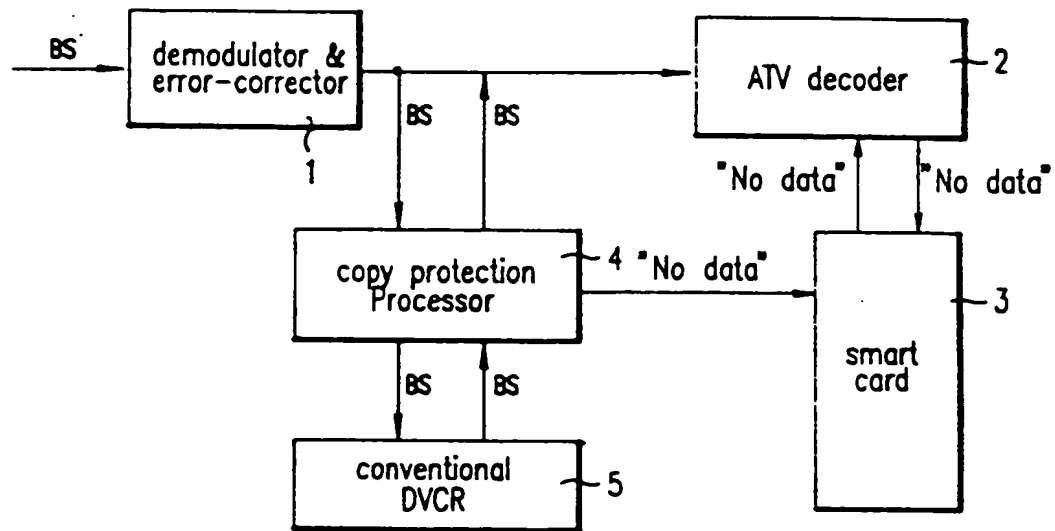 BS
demodulator &
error-corrector
1
ATV decoder
2
BS
BS
"No data"
"No data"
copy protection
Processor
4
"No data"
smart
card
3
BS
BS
conventional
DVCR
5